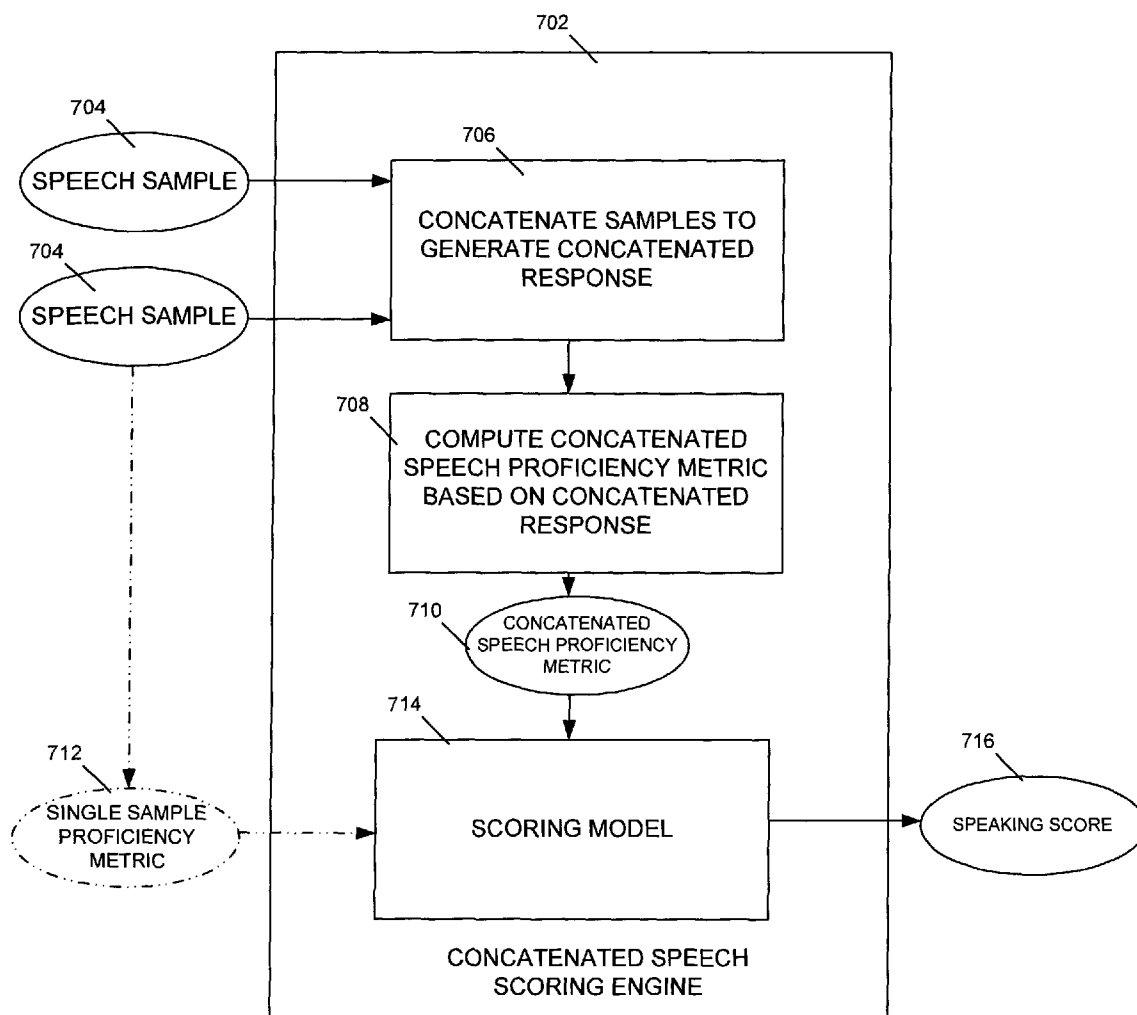 702
704
SPEECH SAMPLE
706
CONCATENATE SAMPLES TO
GENERATE CONCATENATED
RESPONSE
704
SPEECH SAMPLE
708
COMPUTE CONCATENATED
SPEECH PROFICIENCY METRIC
BASED ON CONCATENATED
RESPONSE
710
CONCATENATED
SPEECH PROFICIENCY
METRIC
714
712
SINGLE SAMPLE
PROFICIENCY
METRIC
SCORING MODEL
716
SPEAKING SCORE
CONCATENATED SPEECH
SCORING ENGINE